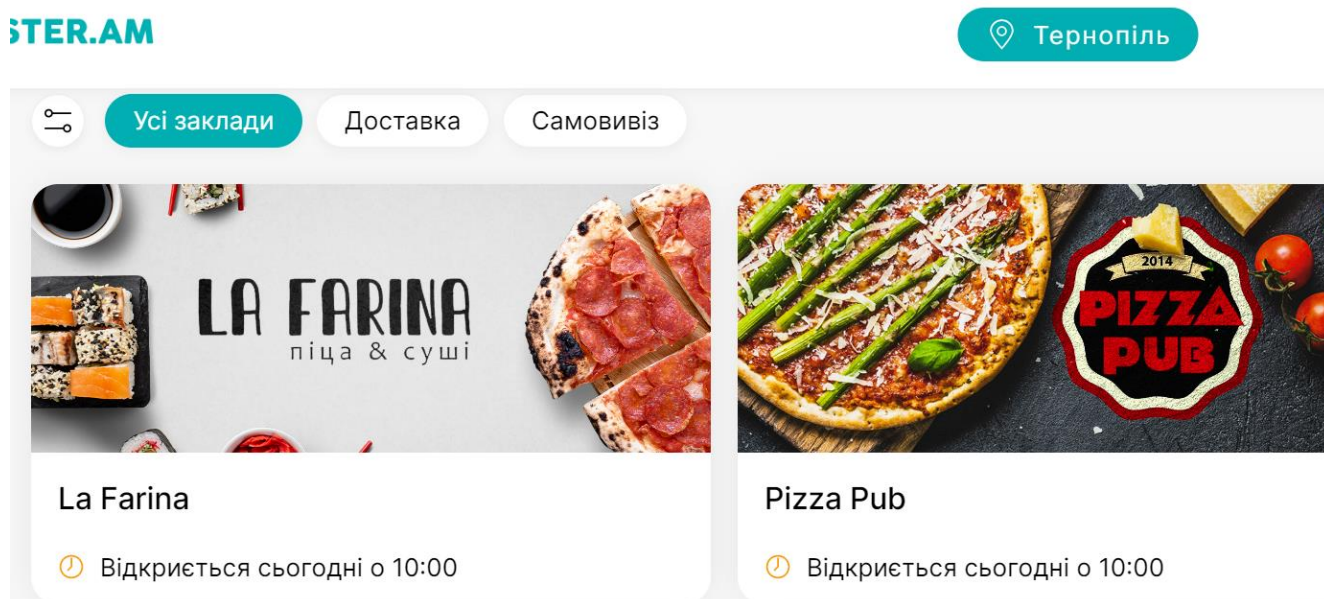 STER.AM
Тернопіль
Усі заклади
Доставка
Самовивіз
LA FARINA
піца & суші
2014
PIZZA
PUB
La Farina
Pizza Pub
Відкриється сьогодні о 10:00
Відкриється сьогодні о 10:00